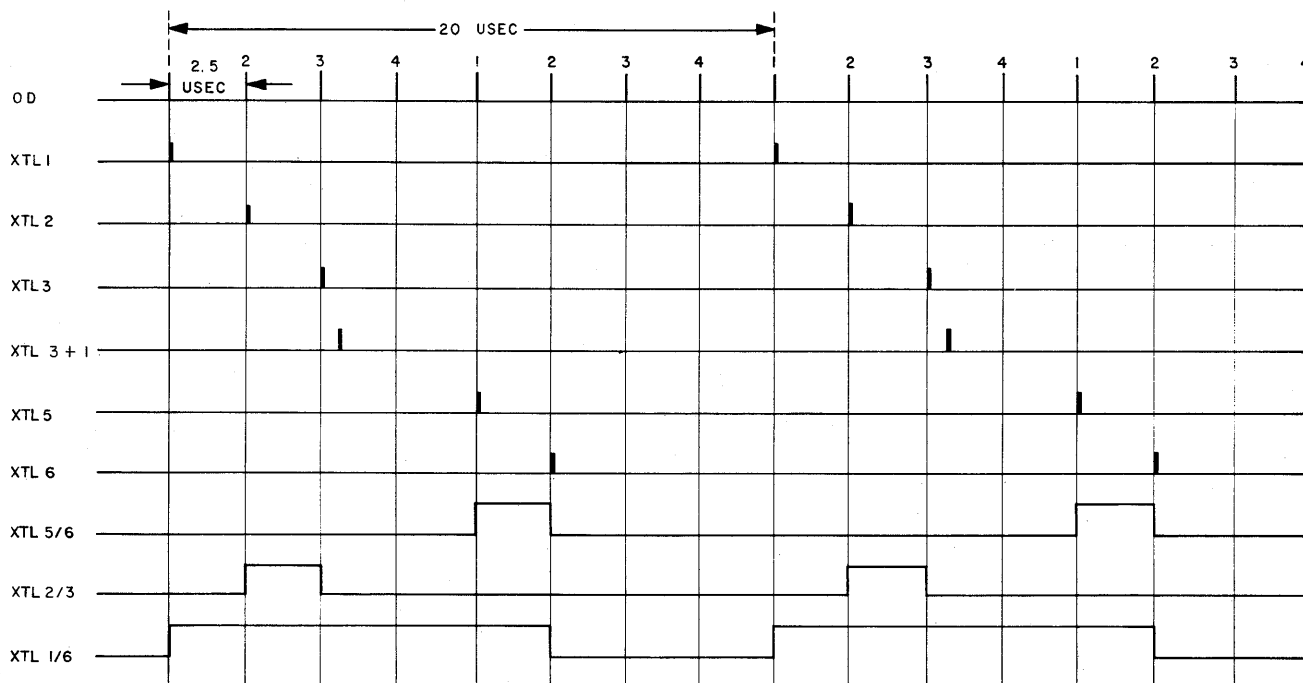 20 USEC
1 2 3 4 1 2 3 4 1 2 3 4 1 2 3 4
2.5
USEC
OD
XTL 1
XTL 2
XTL 3
XTL 3 + 1
XTL 5
XTL 6
XTL 5/6
XTL 2/3
XTL 1/6